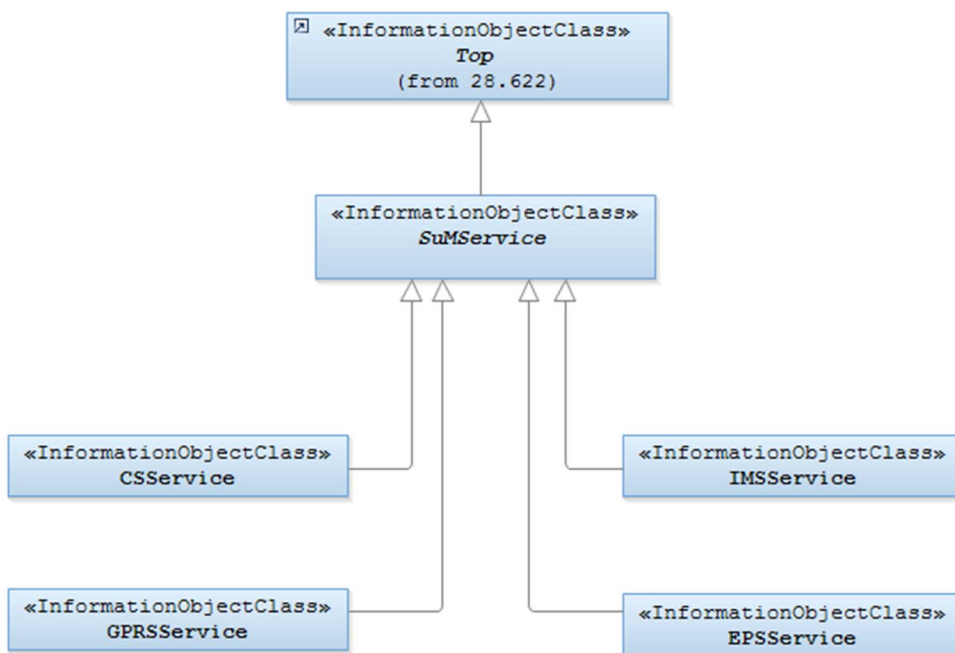 «InformationObjectClass»
Top
(from 28.622)
«InformationObjectClass»
SuMService
«InformationObjectClass»
CSService
«InformationObjectClass»
IMSService
«InformationObjectClass»
GPRSService
«InformationObjectClass»
EPSService